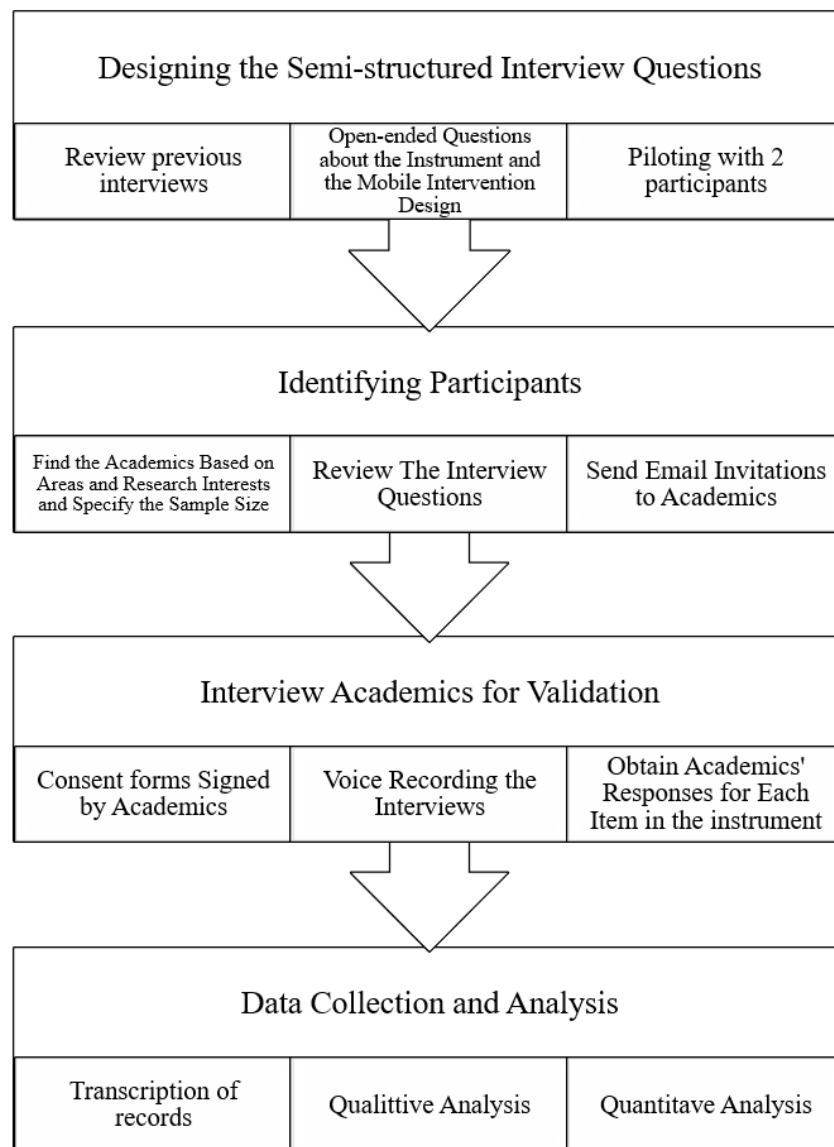 Designing the Semi-structured Interview Questions
Review previous
interviews
Open-ended Questions
about the Instrument and
the Mobile Intervention
Design
Piloting with 2
participants
Identifying Participants
Find the Academics Based on
Areas and Research Interests
and Specify the Sample Size
Review The Interview
Questions
Send Email Invitations
to Academics
Interview Academics for Validation
Consent forms Signed
by Academics
Voice Recording the
Interviews
Obtain Academics'
Responses for Each
Item in the instrument
Data Collection and Analysis
Transcription of
records
Qualittive Analysis
Quantitave Analysis